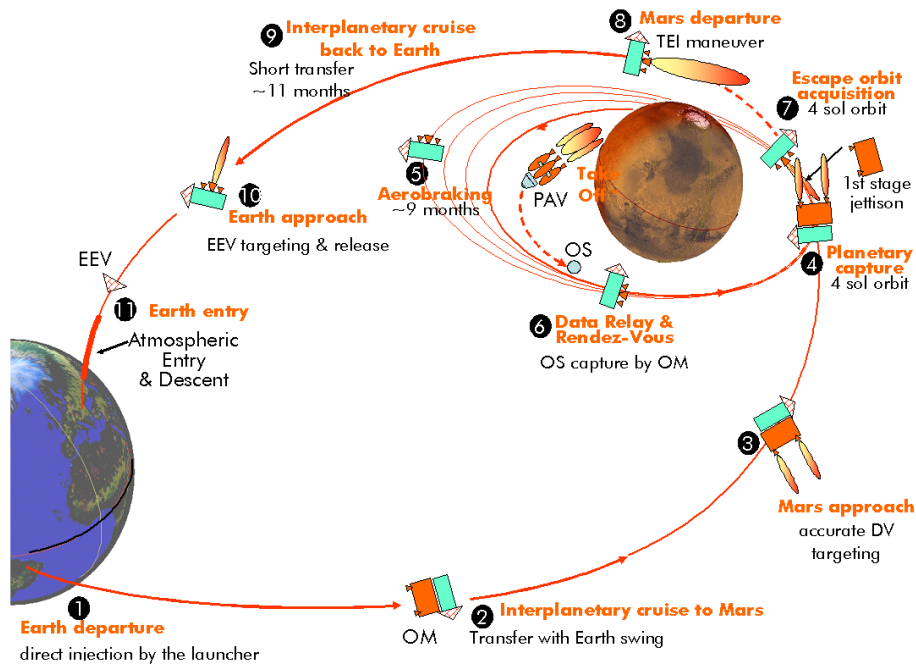 9 Interplanetary cruise
back to Earth
Short transfer
~11 months
8 Mars departure
TEI maneuver
Escape orbit
acquisition
7 4 sol orbit
1st stage
jettison
5
Aerobraking
~9 months
PAV
Take
Off
10
Earth approach
EEV targeting & release
OS
4 Planetary
capture
4 sol orbit
EEV
11 Earth entry
Atmospheric
Entry
& Descent
6 Data Relay &
Rendez-Vous
OS capture by OM
3
Mars approach
accurate DV
targeting
1
Earth departure
direct injection by the launcher
OM
2 Interplanetary cruise to Mars
Transfer with Earth swing